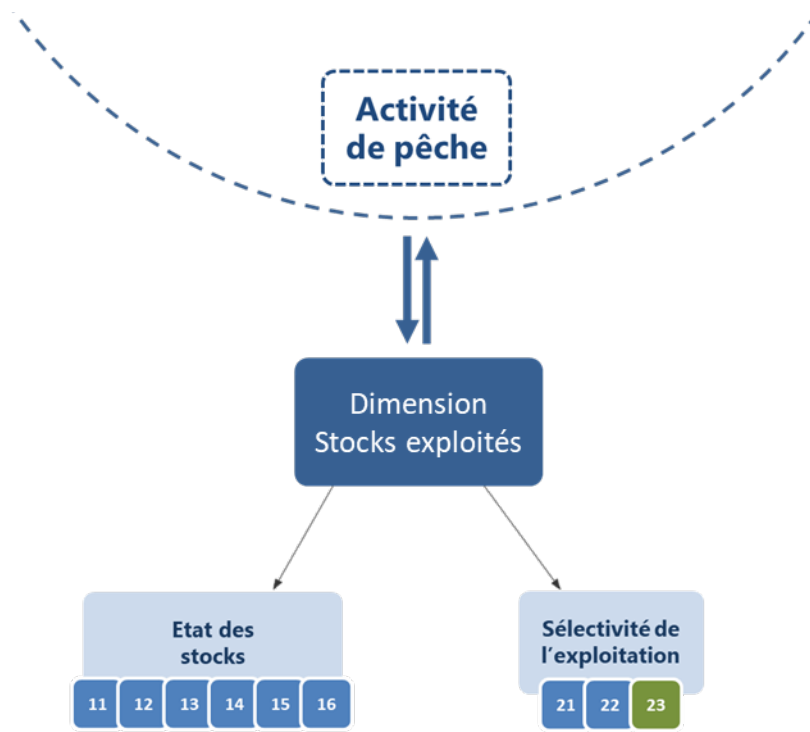 Activité
de pêche
Dimension
Stocks exploités
Etat des
stocks
11 12 13 14 15 16
Sélectivité de
l'exploitation
21 22 23